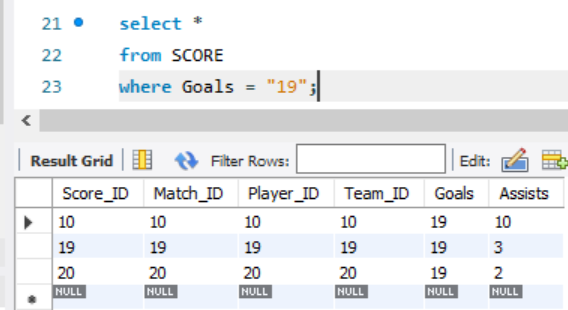 21 select *
22 from SCORE
23 where Goals = "19";
Result Grid Filter Rows: Edit:
Score_ID Match_ID Player_ID Team_ID Goals Assists
10 10 10 10 19 10
19 19 19 19 19 3
20 20 20 20 19 2
NULL NULL NULL NULL NULL NULL